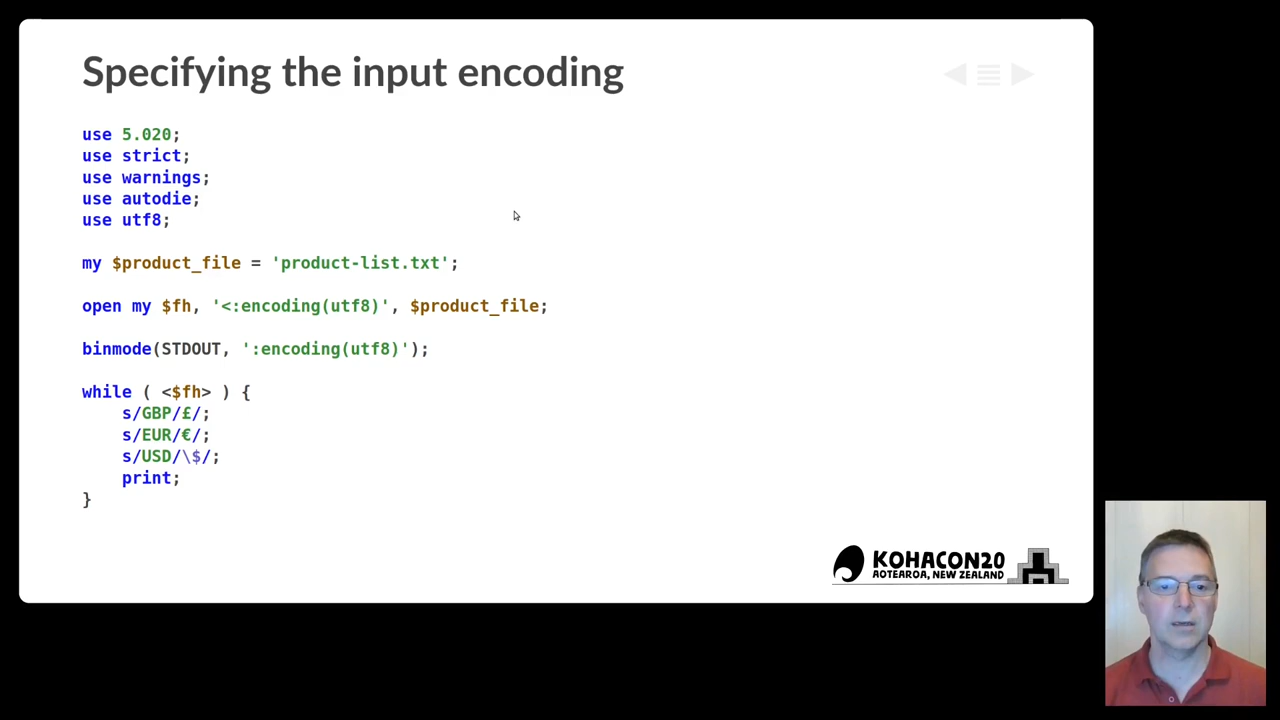 Specifying the input encoding
use 5.020;
use strict;
use warnings;
use autodie;
use utf8;
my $product_file = 'product-list.txt';
open my $fh, '<:encoding(utf8)', $product_file;
binmode(STDOUT, ':encoding(utf8)');
while ( <$fh> ) {
    s/GBP/£/;
    s/EUR/€/;
    s/USD/\$/;
    print;
}
KOHACON20
AOTEAROA, NEW ZEALAND